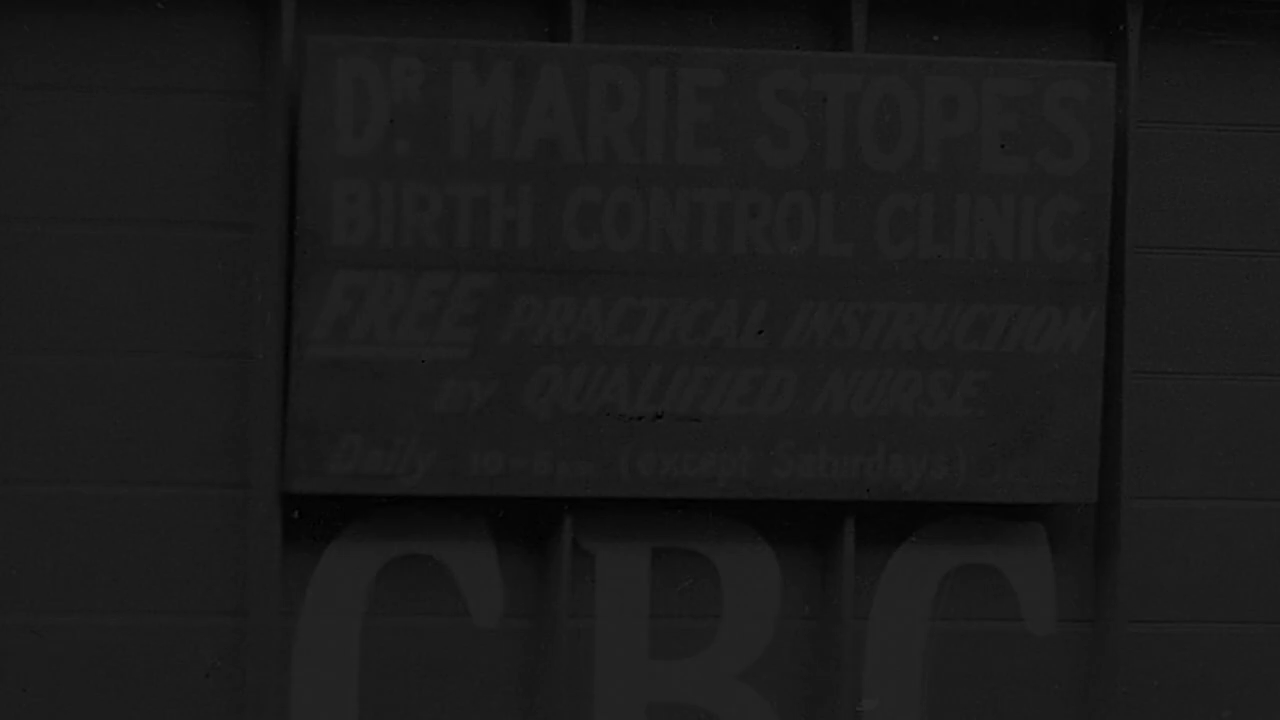 DR. MARIE STOPES
BIRTH CONTROL CLINIC.
FREE PRACTICAL INSTRUCTION
BY QUALIFIED NURSE
Daily (except Saturdays)
CBC